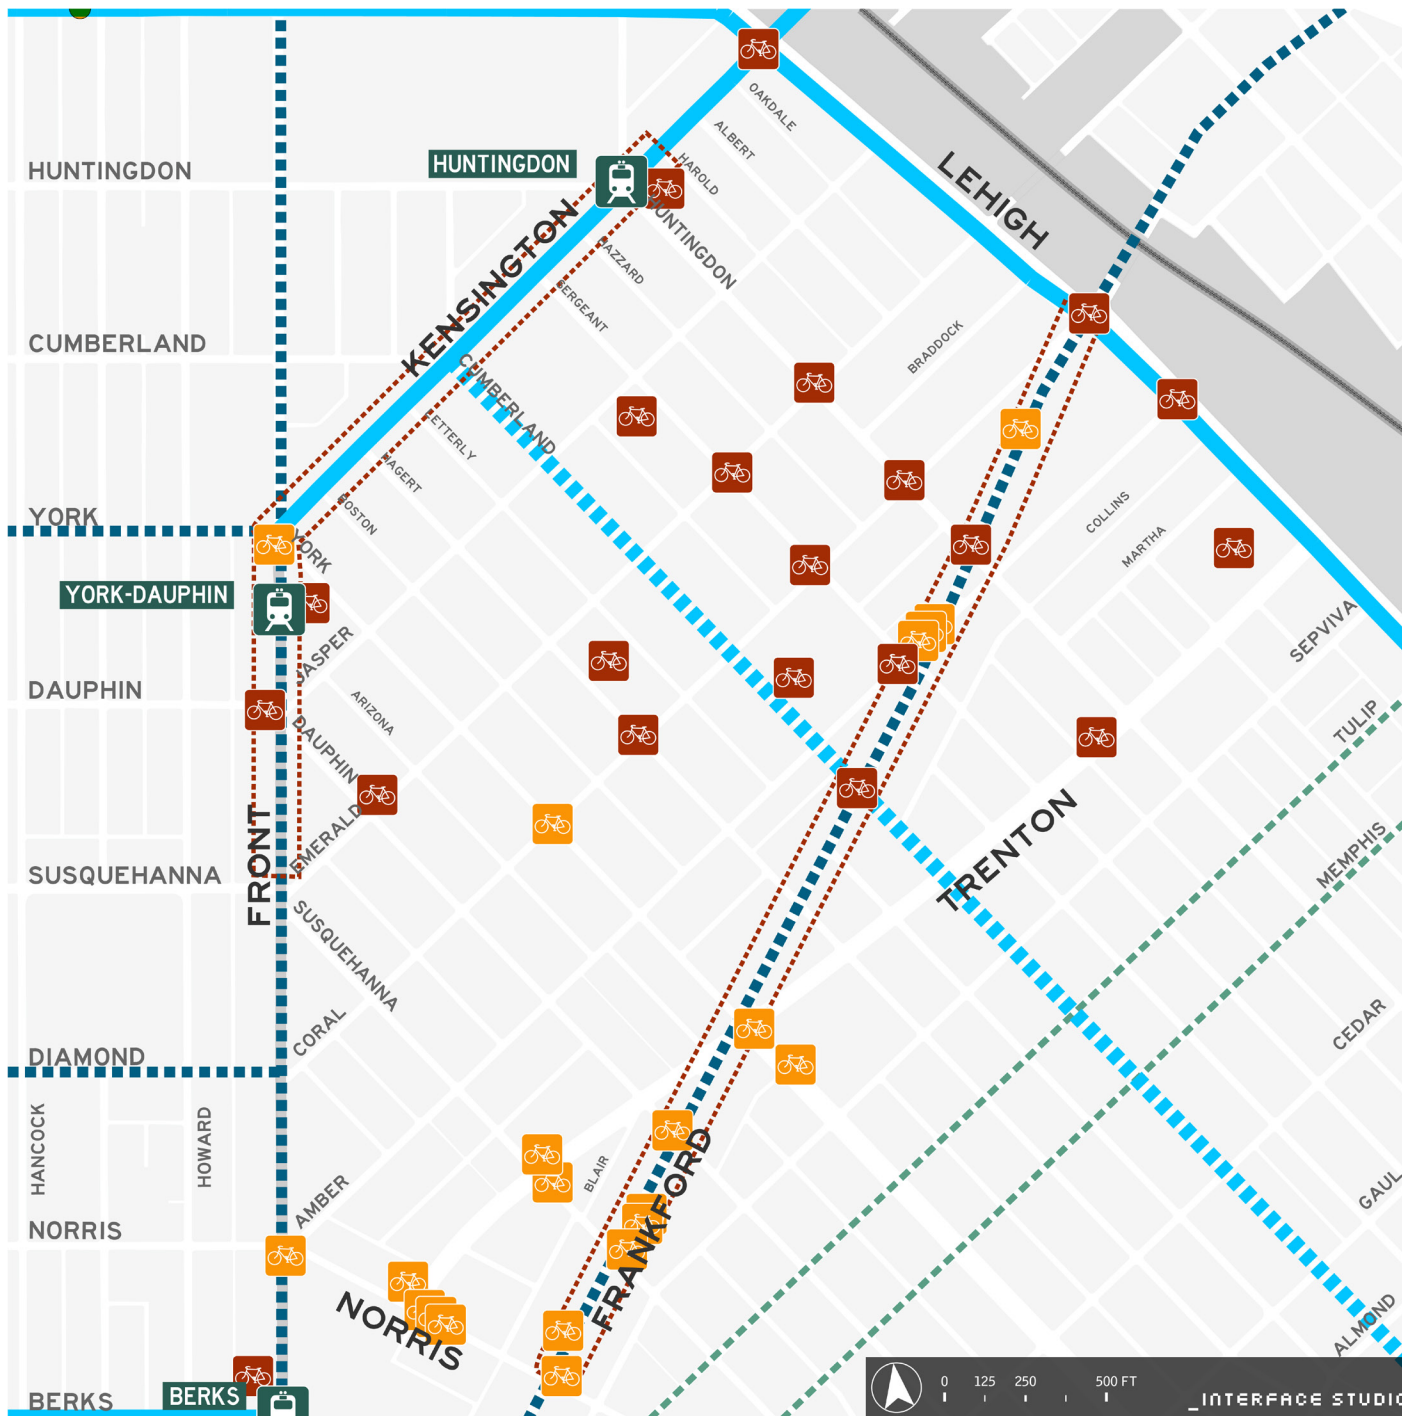 OAKDALE
ALBERT
HUNTINGDON
HUNTINGDON
HAROLD
LEHIGH
HUNTINGDON
KENSINGTON
HAZZARD
SERGEANT
CUMBERLAND
BRADDOCK
CUMBERLAND
LETTERLY
HAGERT
BOSTON
COLLINS
MARTHA
YORK
YORK
YORK-DAUPHIN
JASPER
SEPVIVA
DAUPHIN
ARIZONA
DAUPHIN
TULIP
EMERALD
FRONT
TRENTON
MEMPHIS
SUSQUEHANNA
SUSQUEHANNA
CORAL
CEDAR
DIAMOND
HANCOCK
HOWARD
BLAIR
AMBER
FRANKFORD
GAUL
NORRIS
NORRIS
ALMOND
BERKS
BERKS
0 125 250 500 FT
_INTERFACE STUDIO